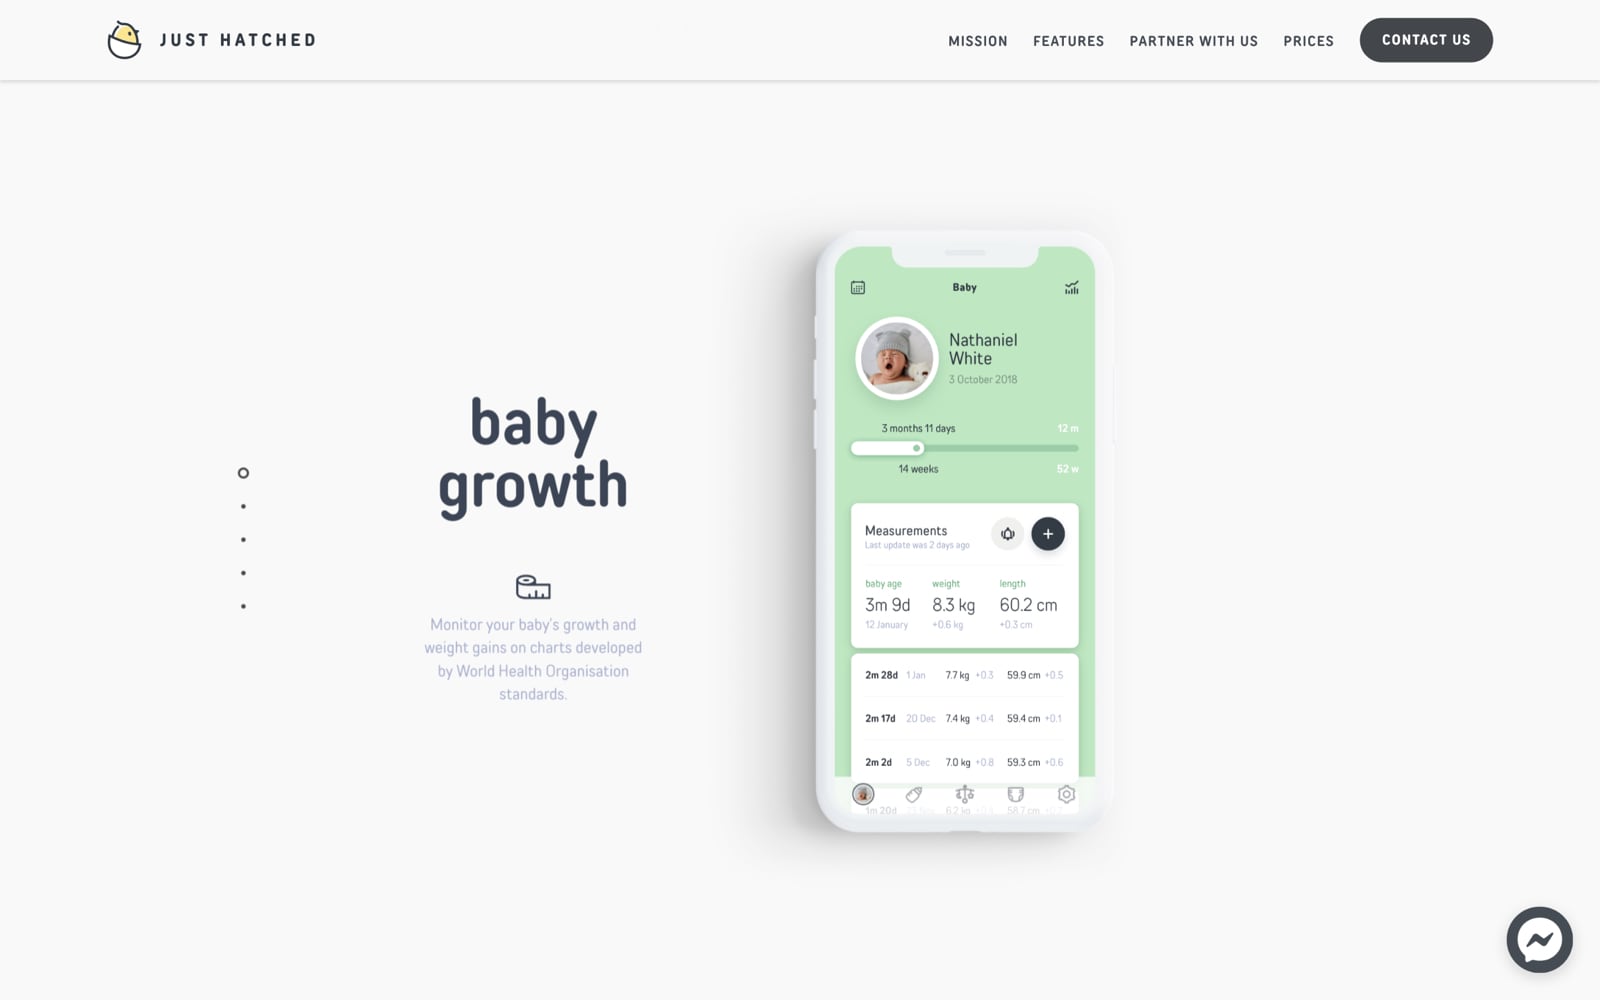 JUST HATCHED
MISSION FEATURES PARTNER WITH US PRICES CONTACT US
baby
growth
Monitor your baby's growth and
weight gains on charts developed
by World Health Organisation
standards.
Baby
Nathaniel
White
3 October 2018
3 months 11 days 12 m
14 weeks 52 w
Measurements
Last update was 2 days ago
+
baby age weight length
3m 9d 8.3 kg 60.2 cm
12 January +0.6 kg +0.3 cm
2m 28d 1 Jan 7.7 kg +0.3 59.9 cm +0.5
2m 17d 20 Dec 7.4 kg +0.4 59.4 cm +0.1
2m 2d 5 Dec 7.0 kg +0.8 59.3 cm +0.6
1m 20d 6.2 kg 58.7 cm